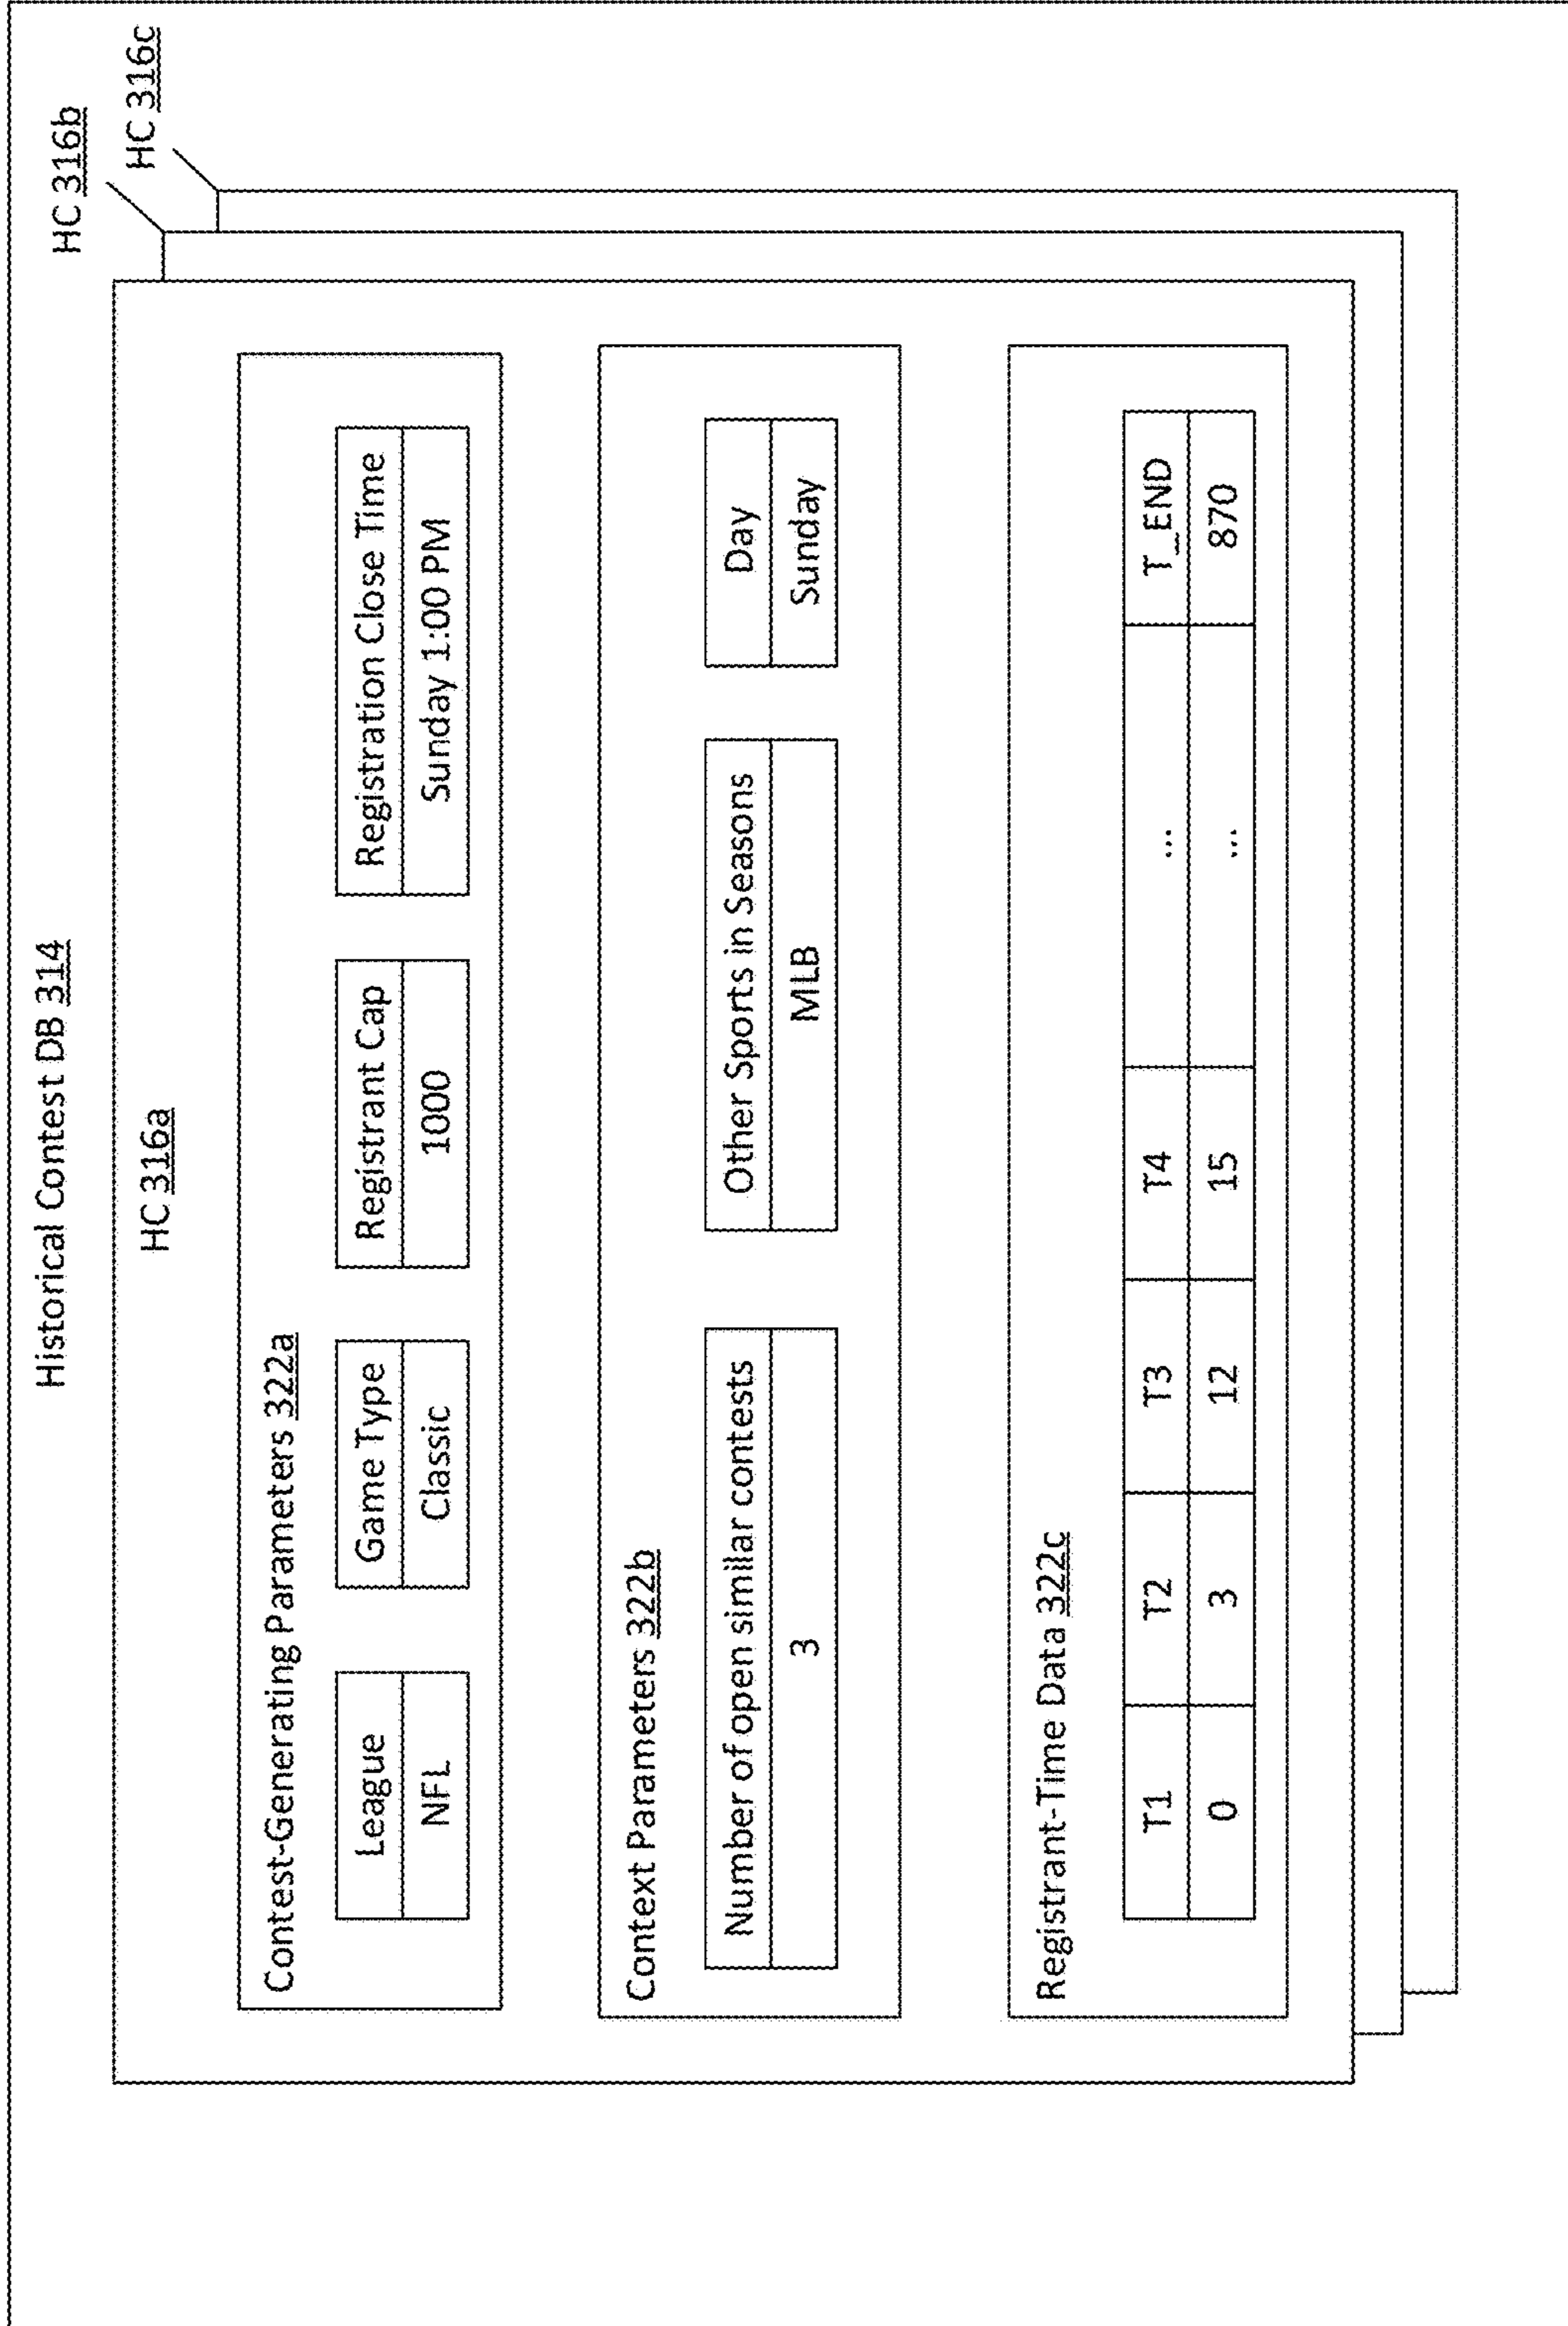 Historical Contest DB 314
HC 316b
HC 316c
HC 316a
Contest-Generating Parameters 322a
League Game Type Registrant Cap Registration Close Time
NFL Classic 1000 Sunday 1:00 PM
Context Parameters 322b
Number of open similar contests Other Sports in Seasons Day
3 MLB Sunday
Registrant-Time Data 322c
T1 T2 T3 T4 ... T_END
0 3 12 15 ... 870